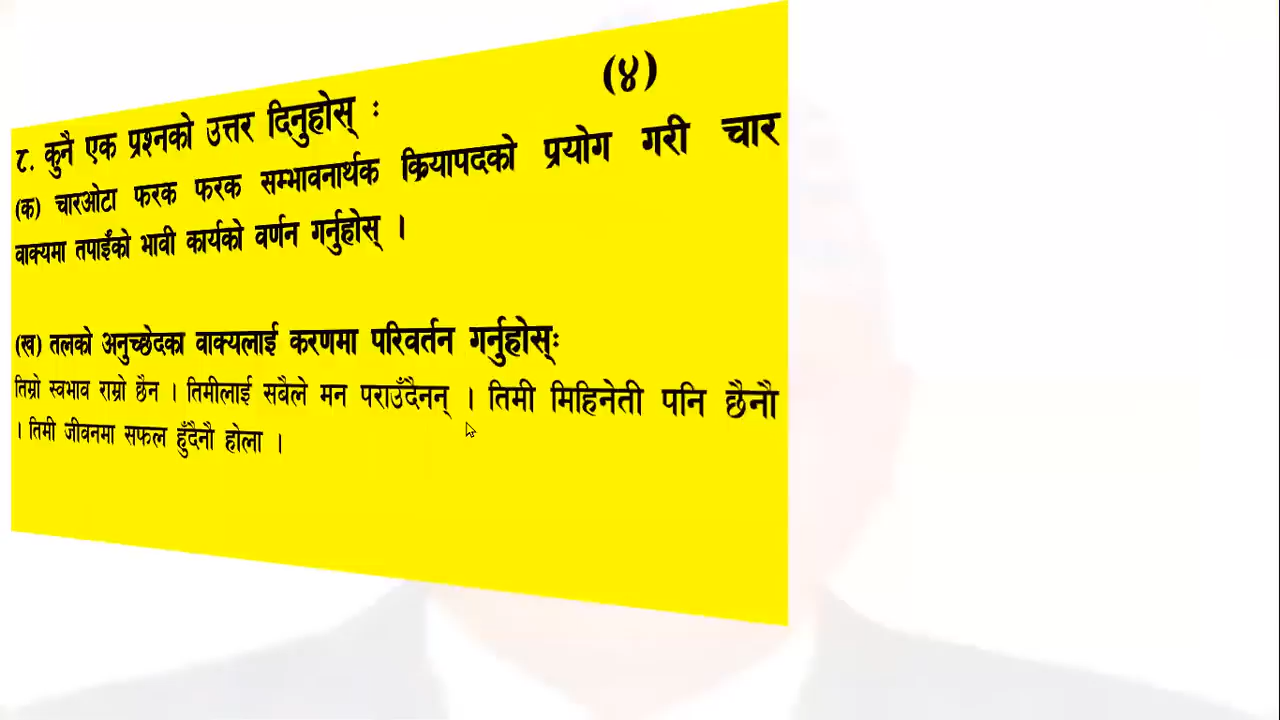 (४)
८. कुनै एक प्रश्नको उत्तर दिनुहोस् :
(क) चारओटा फरक फरक सम्भावनार्थक क्रियापदको प्रयोग गरी चार
वाक्यमा तपाईंको भावी कार्यको वर्णन गर्नुहोस् ।
(ख) तलको अनुच्छेदका वाक्यलाई करणमा परिवर्तन गर्नुहोस्ः
तिम्रो स्वभाव राम्रो छैन । तिमीलाई सबैले मन पराउँदैनन् । तिमी मिहिनेती पनि छैनौ
। तिमी जीवनमा सफल हुँदैनौ होला ।